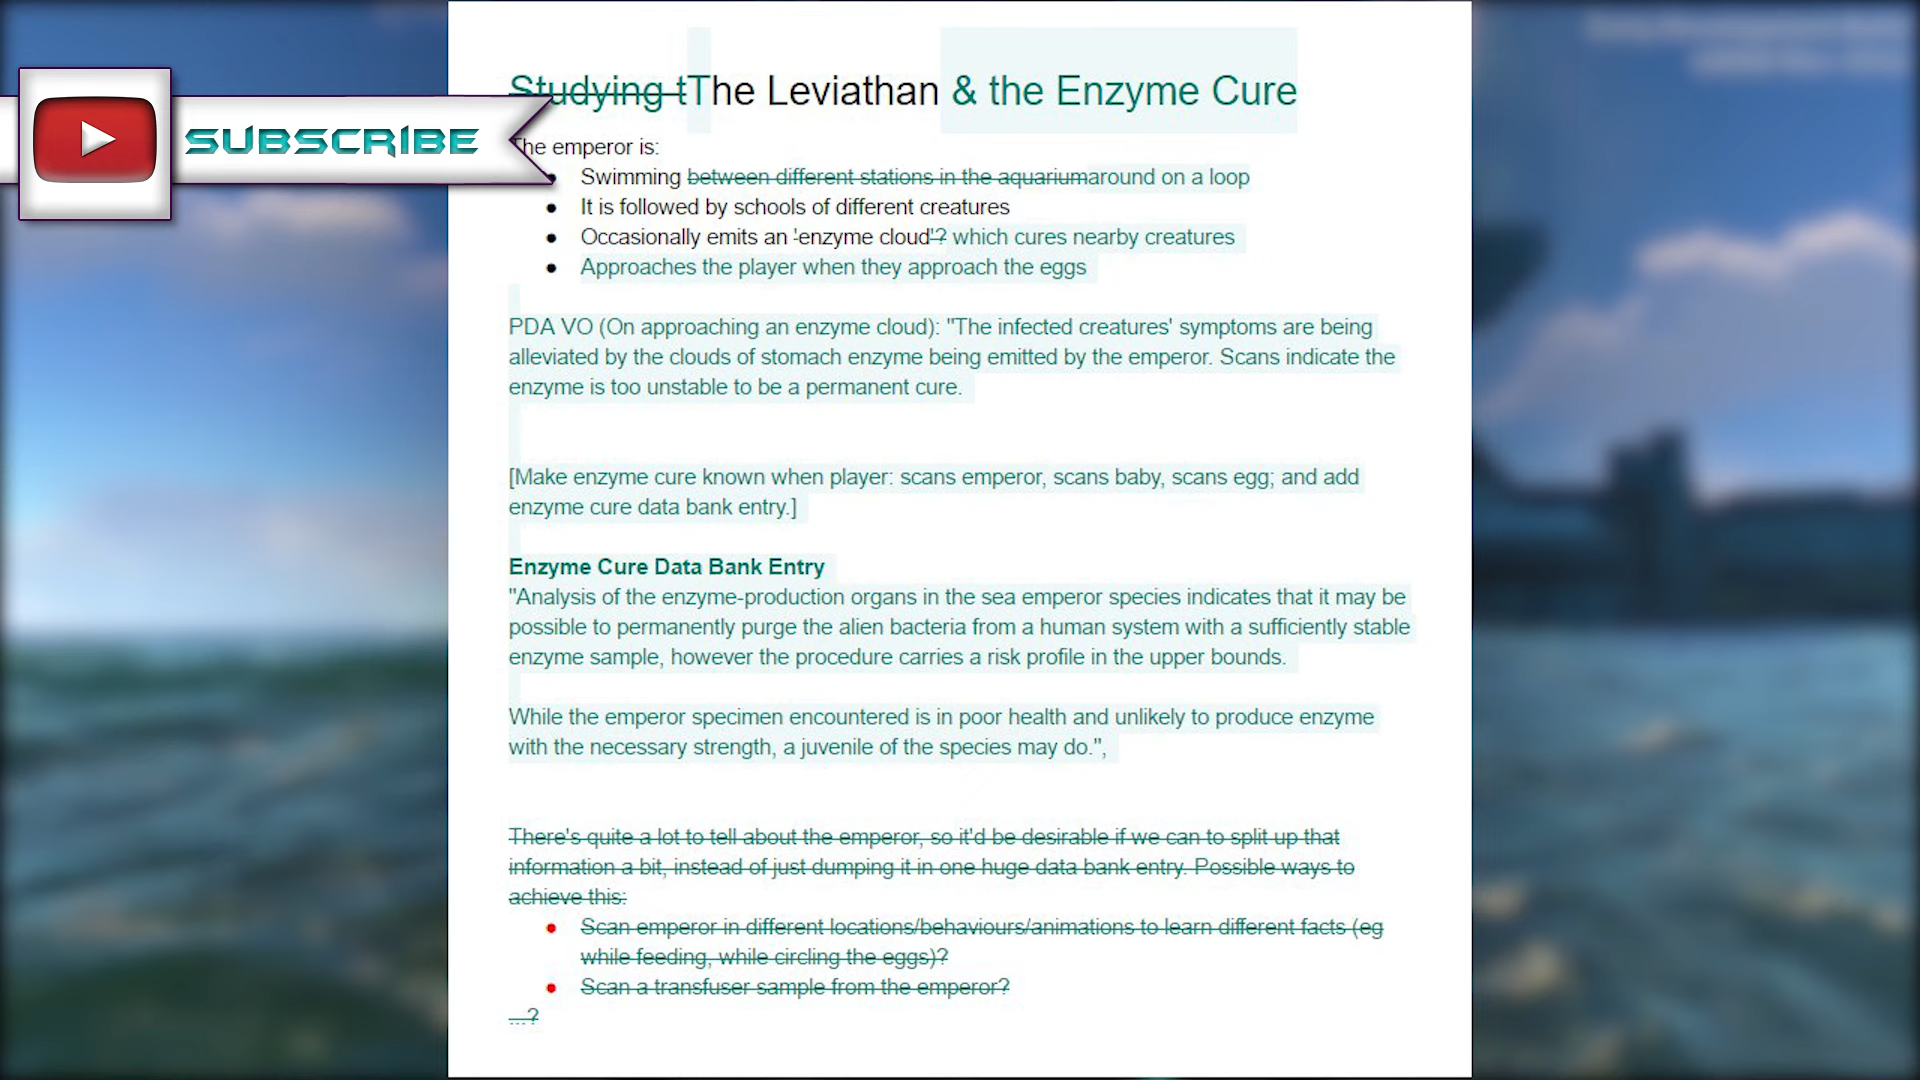 Studying tThe Leviathan & the Enzyme Cure
SUBSCRIBE
The emperor is:
● Swimming between different stations in the aquariumaround on a loop
● It is followed by schools of different creatures
● Occasionally emits an 'enzyme cloud'? which cures nearby creatures
● Approaches the player when they approach the eggs
PDA VO (On approaching an enzyme cloud): "The infected creatures' symptoms are being
alleviated by the clouds of stomach enzyme being emitted by the emperor. Scans indicate the
enzyme is too unstable to be a permanent cure.
[Make enzyme cure known when player: scans emperor, scans baby, scans egg; and add
enzyme cure data bank entry.]
Enzyme Cure Data Bank Entry
"Analysis of the enzyme-production organs in the sea emperor species indicates that it may be
possible to permanently purge the alien bacteria from a human system with a sufficiently stable
enzyme sample, however the procedure carries a risk profile in the upper bounds.
While the emperor specimen encountered is in poor health and unlikely to produce enzyme
with the necessary strength, a juvenile of the species may do.",
There's quite a lot to tell about the emperor, so it'd be desirable if we can to split up that
information a bit, instead of just dumping it in one huge data bank entry. Possible ways to
achieve this:
● Scan emperor in different locations/behaviours/animations to learn different facts (eg
while feeding, while circling the eggs)?
● Scan a transfuser sample from the emperor?
...?